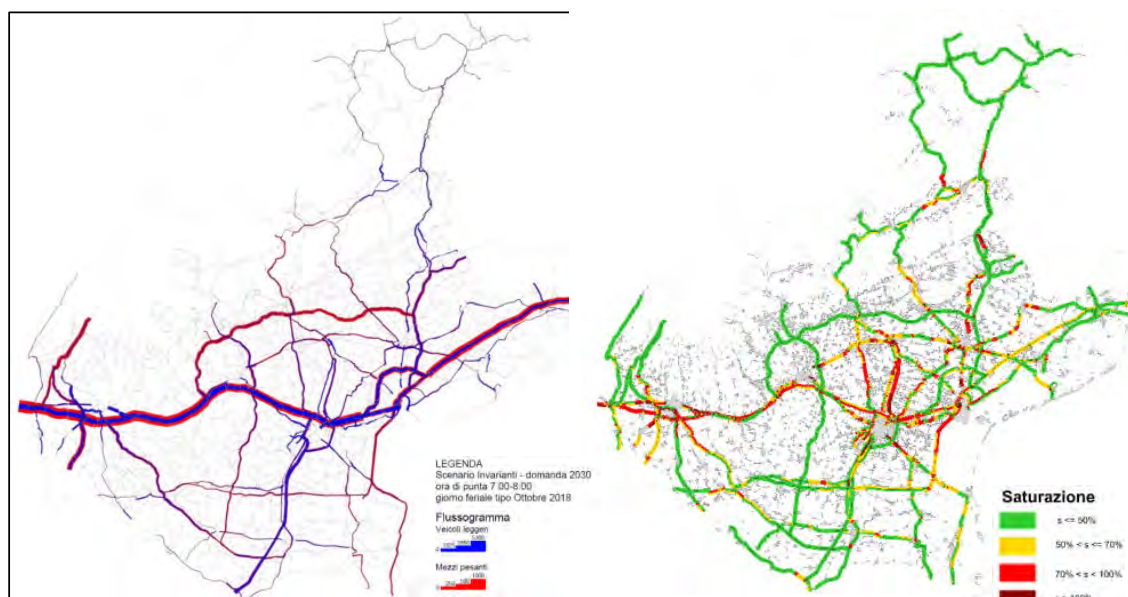 LEGENDA
Scenario Invarianti - domanda 2030
ora di punta 7.00-8.00
giorno feriale tipo Ottobre 2018
Flussogramma
Veicoli leggeri
Mezzi pesanti
Saturazione
s <= 50%
50% < s <= 70%
70% < s < 100%